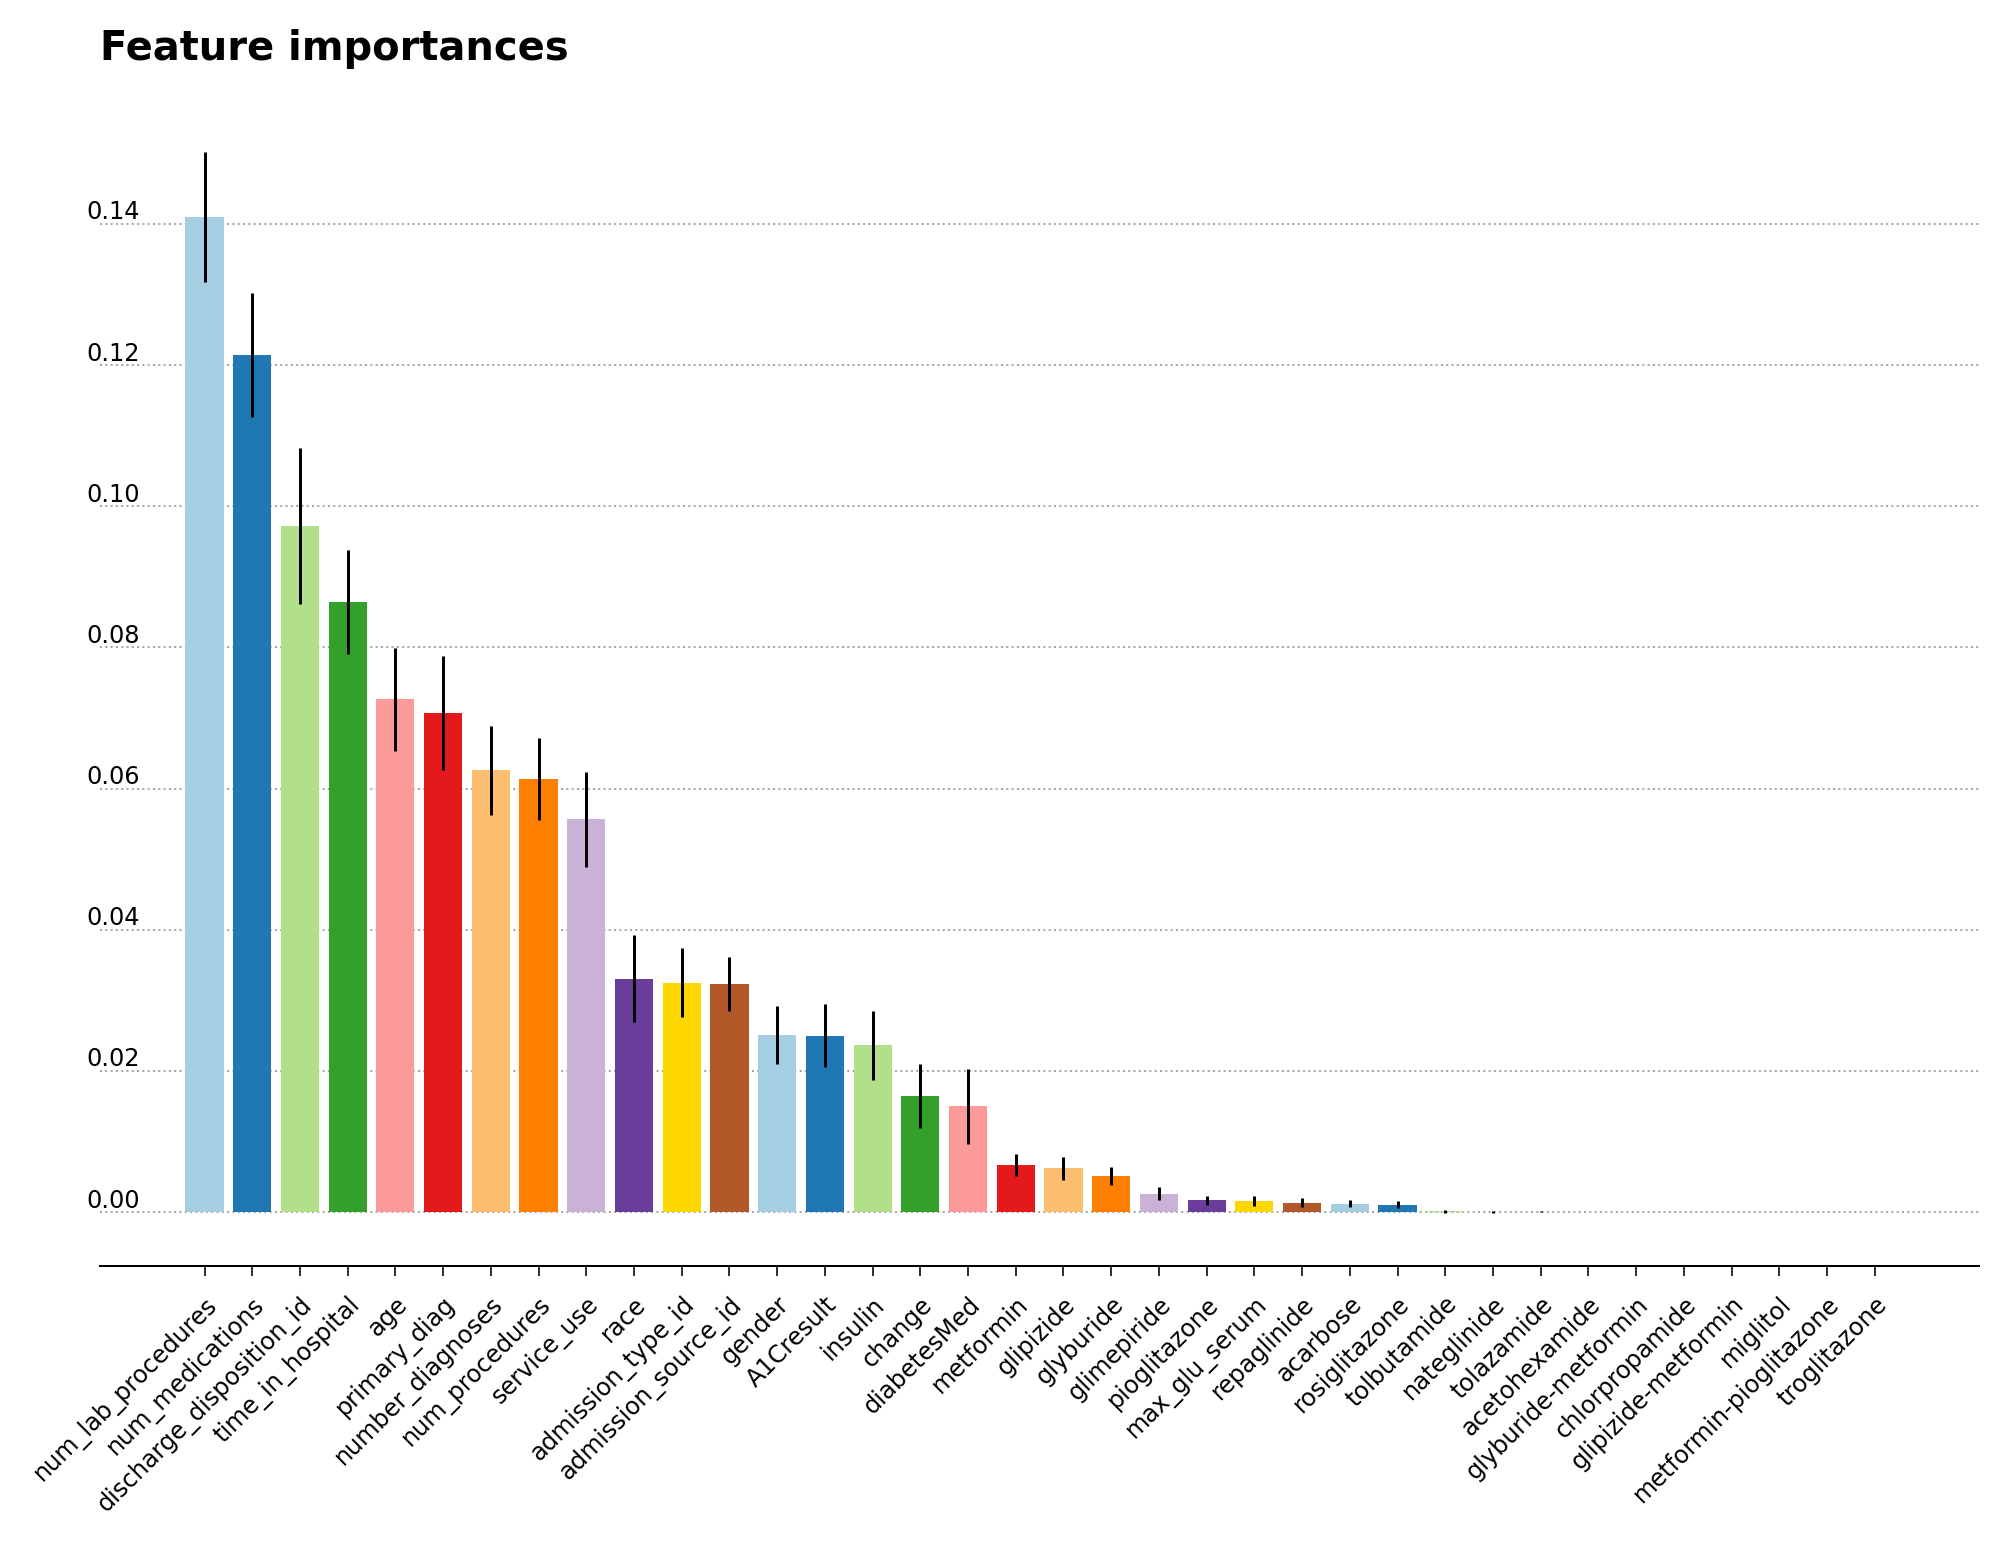 Feature importances
0.14
0.12
0.10
0.08
0.06
0.04
0.02
0.00
num_lab_procedures
num_medications
discharge_disposition_id
time_in_hospital
age
primary_diag
number_diagnoses
num_procedures
service_use
race
admission_type_id
admission_source_id
gender
A1Cresult
insulin
change
diabetesMed
metformin
glipizide
glyburide
glimepiride
pioglitazone
max_glu_serum
repaglinide
acarbose
rosiglitazone
tolbutamide
nateglinide
tolazamide
acetohexamide
glyburide-metformin
chlorpropamide
glipizide-metformin
miglitol
metformin-pioglitazone
troglitazone